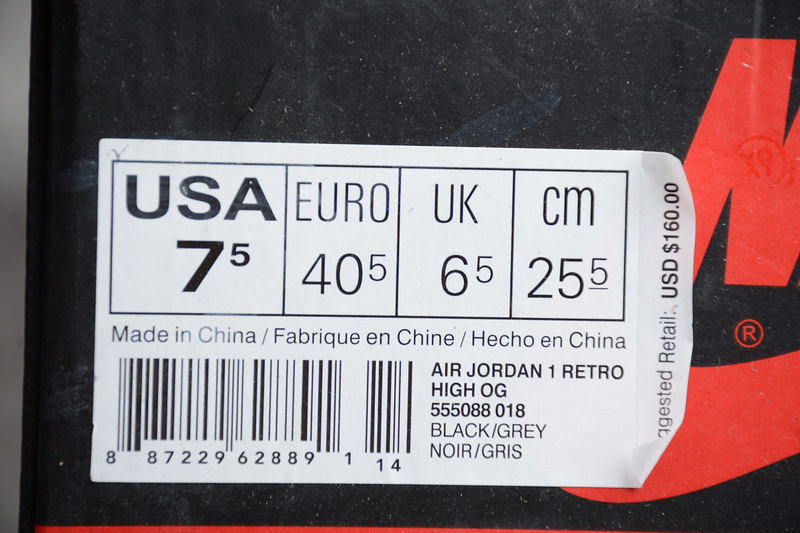 USA EURO UK cm
7⁵ 40⁵ 6⁵ 25⁵
Made in China / Fabrique en Chine / Hecho en China
AIR JORDAN 1 RETRO
HIGH OG
555088 018
BLACK/GREY
NOIR/GRIS
8 87229 62889 1 14
ggested Retail: USD $160.00
®